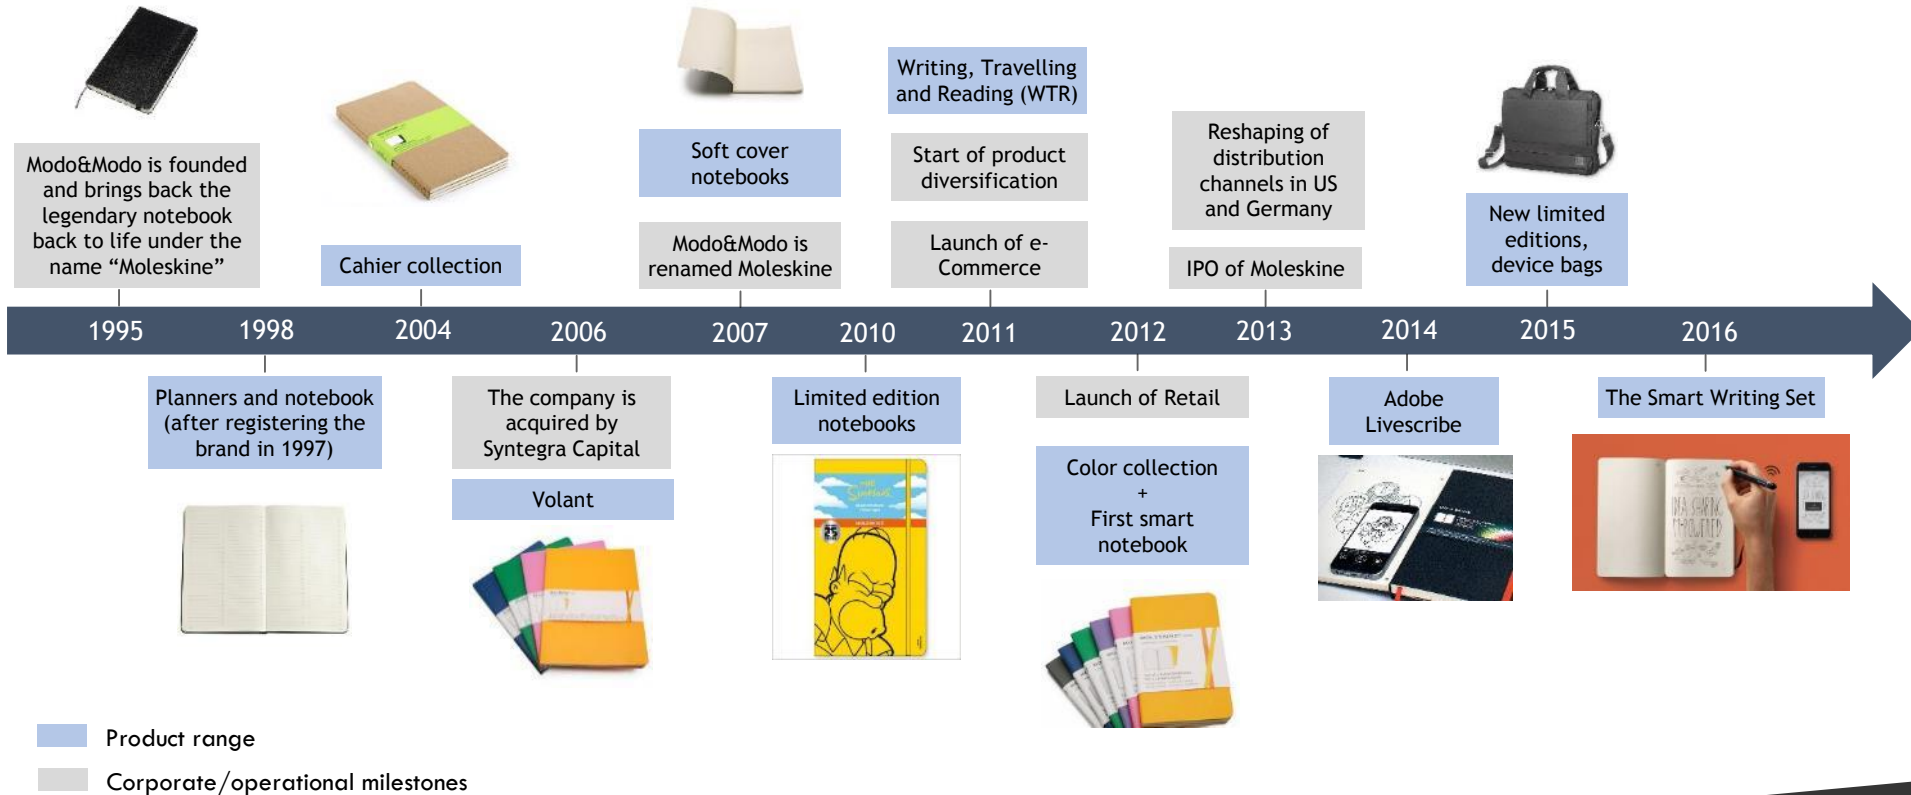 Modo&Modo is founded
and brings back the
legendary notebook
back to life under the
name “Moleskine”
Cahier collection
Soft cover
notebooks
Modo&Modo is
renamed Moleskine
Writing, Travelling
and Reading (WTR)
Start of product
diversification
Launch of e-
Commerce
Reshaping of
distribution
channels in US
and Germany
IPO of Moleskine
New limited
editions,
device bags
1995
1998
2004
2006
2007
2010
2011
2012
2013
2014
2015
2016
Planners and notebook
(after registering the
brand in 1997)
The company is
acquired by
Syntegra Capital
Volant
Limited edition
notebooks
THE
Simpsons
25
Launch of Retail
Color collection
+
First smart
notebook
Adobe
Livescribe
The Smart Writing Set
Product range
Corporate/operational milestones